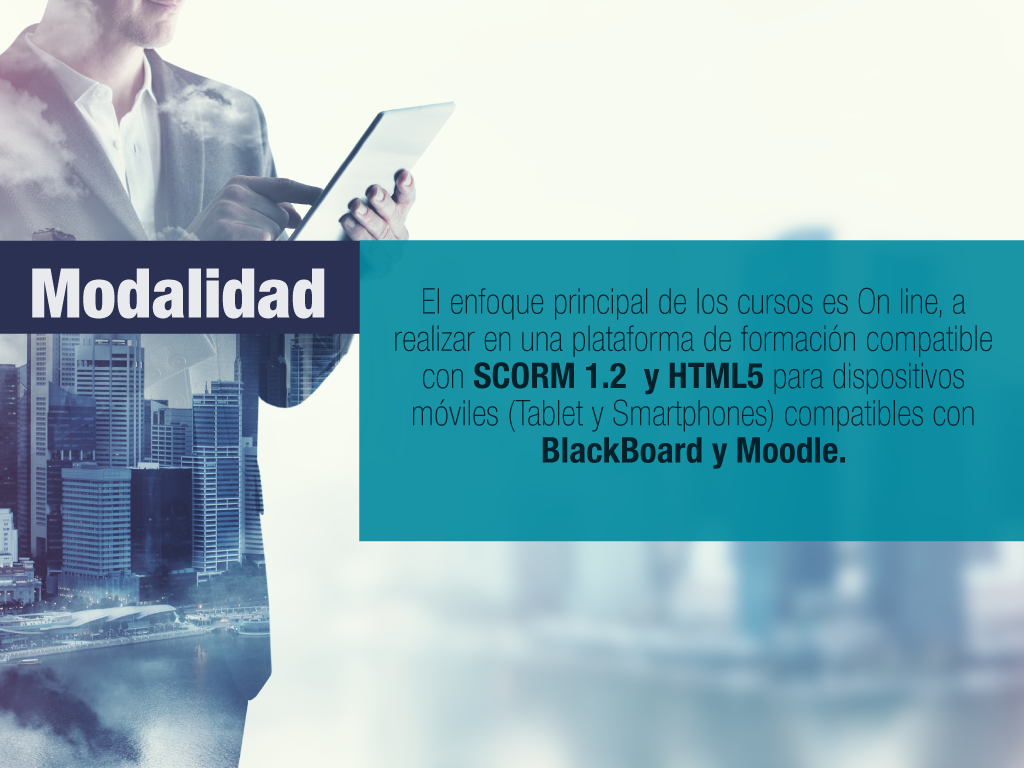 Modalidad
El enfoque principal de los cursos es On line, a
realizar en una plataforma de formación compatible
con SCORM 1.2  y HTML5 para dispositivos
móviles (Tablet y Smartphones) compatibles con
BlackBoard y Moodle.